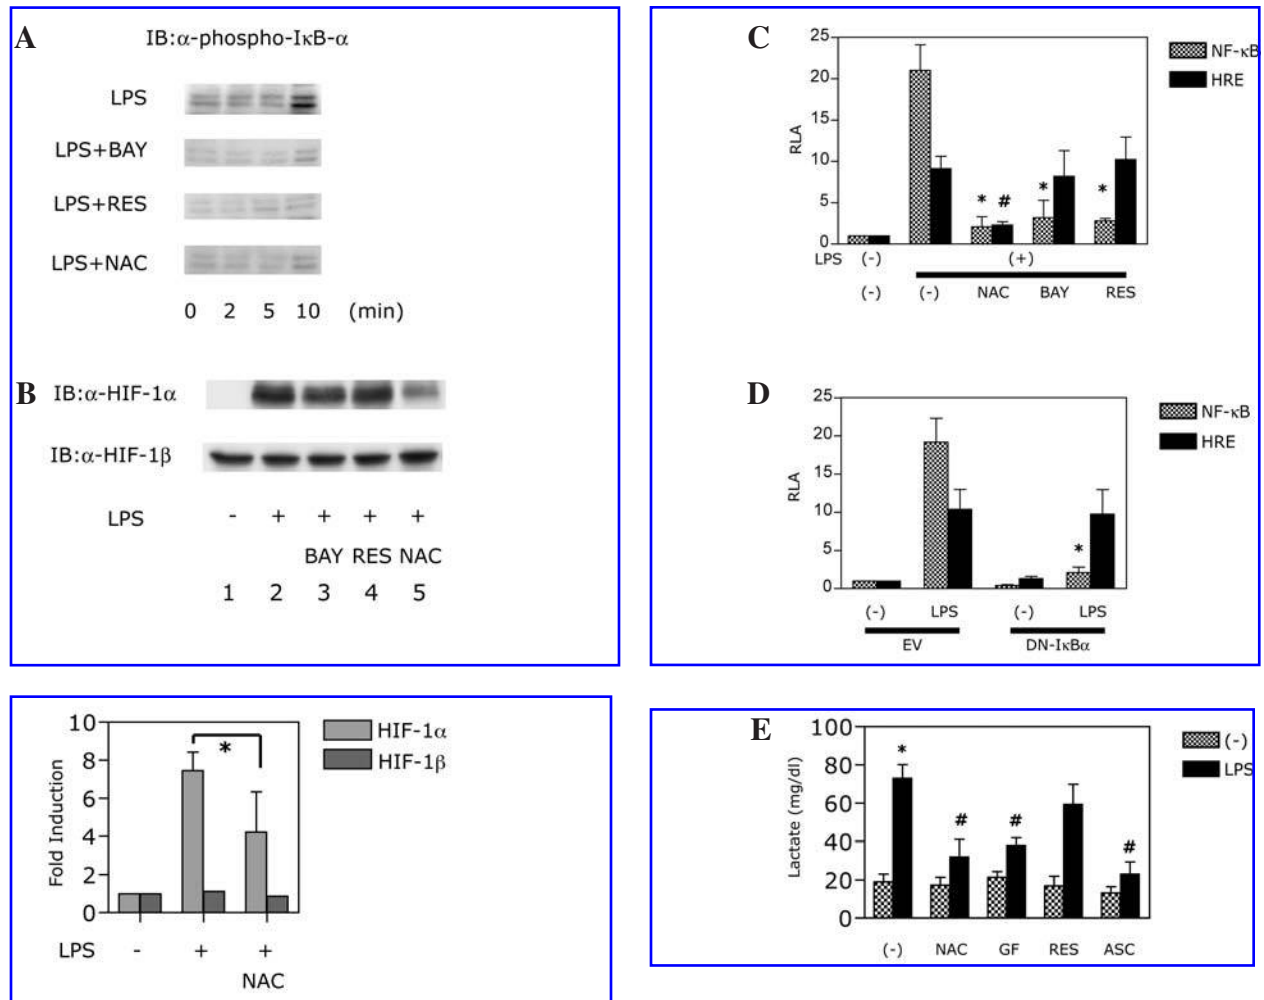 A
IB:α-phospho-IκB-α
LPS
LPS+BAY
LPS+RES
LPS+NAC
0 2 5 10 (min)
B
IB:α-HIF-1α
IB:α-HIF-1β
LPS - + + + +
BAY RES NAC
1 2 3 4 5
10
8
6
4
2
0
Fold Induction
*
HIF-1α
HIF-1β
LPS - + +
NAC
C
25
20
15
10
5
0
RLA
* # * *
NF-κB
HRE
LPS (-) (+)
(-) (-) NAC BAY RES
D
25
20
15
10
5
0
RLA
*
NF-κB
HRE
(-) LPS (-) LPS
EV DN-IκBα
E
100
80
60
40
20
0
Lactate (mg/dl)
* # # #
(-)
LPS
(-) NAC GF RES ASC